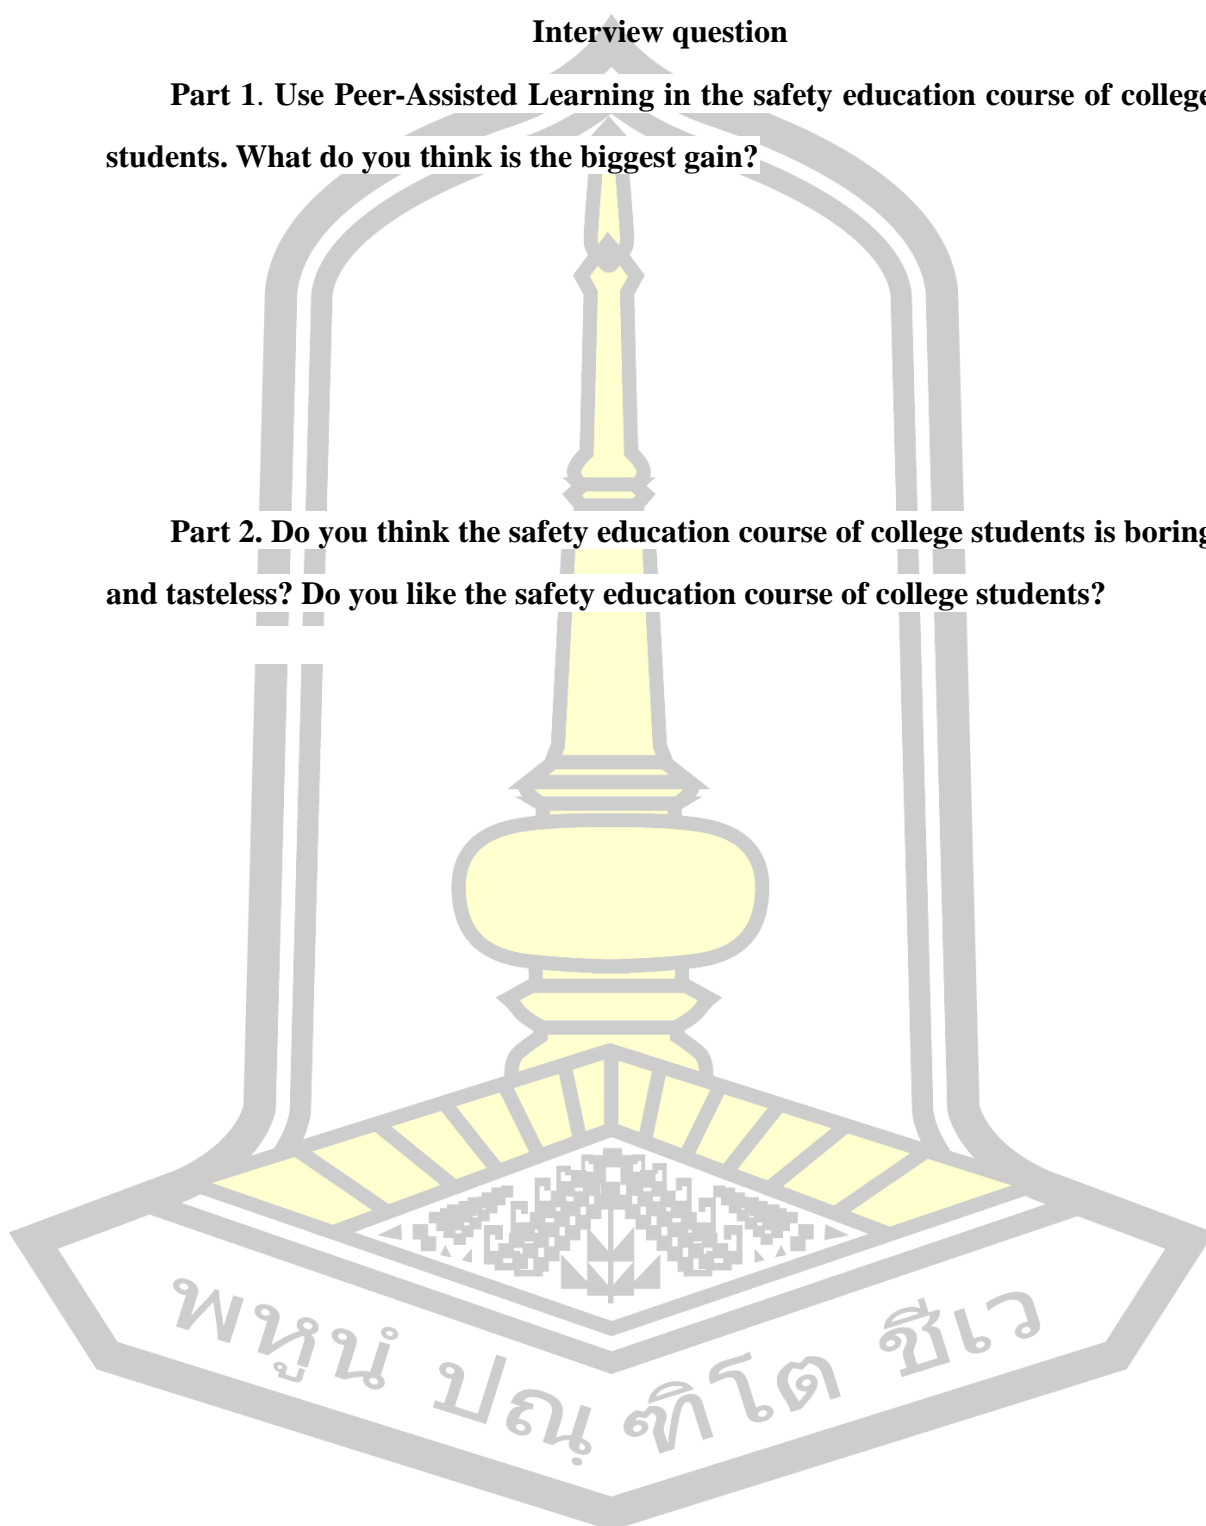 Interview question
Part 1. Use Peer-Assisted Learning in the safety education course of college
students. What do you think is the biggest gain?
Part 2. Do you think the safety education course of college students is boring
and tasteless? Do you like the safety education course of college students?
พหูนํ ปณฺฑิโต ชีเว